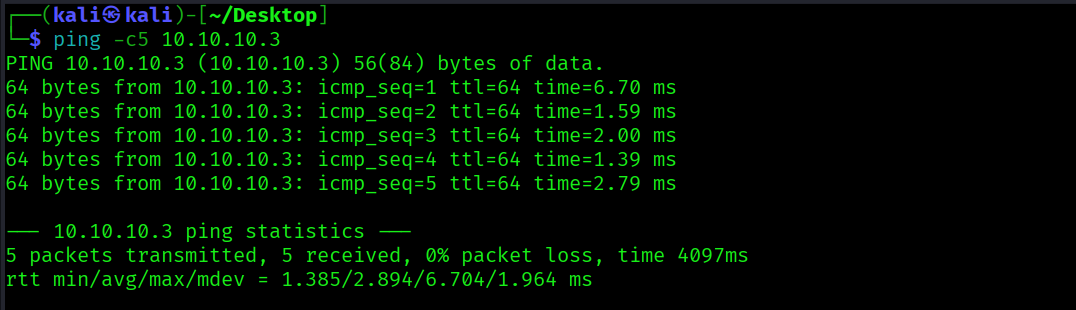 ┌──(kali㉿kali)-[~/Desktop]
└─$ ping -c5 10.10.10.3
PING 10.10.10.3 (10.10.10.3) 56(84) bytes of data.
64 bytes from 10.10.10.3: icmp_seq=1 ttl=64 time=6.70 ms
64 bytes from 10.10.10.3: icmp_seq=2 ttl=64 time=1.59 ms
64 bytes from 10.10.10.3: icmp_seq=3 ttl=64 time=2.00 ms
64 bytes from 10.10.10.3: icmp_seq=4 ttl=64 time=1.39 ms
64 bytes from 10.10.10.3: icmp_seq=5 ttl=64 time=2.79 ms
--- 10.10.10.3 ping statistics ---
5 packets transmitted, 5 received, 0% packet loss, time 4097ms
rtt min/avg/max/mdev = 1.385/2.894/6.704/1.964 ms